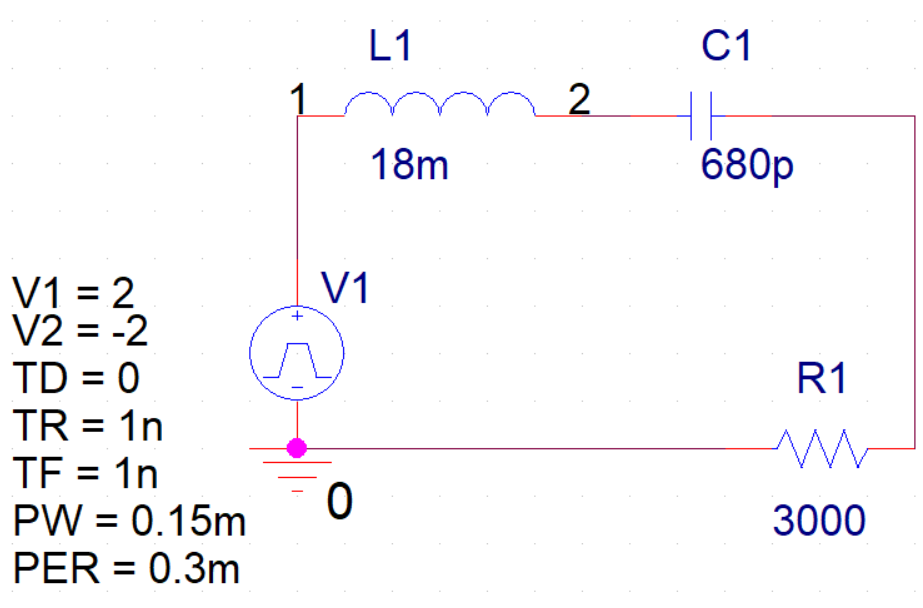 L1
C1
1
2
18m
680p
V1
V1 = 2
V2 = -2
TD = 0
TR = 1n
TF = 1n
PW = 0.15m
PER = 0.3m
R1
0
3000